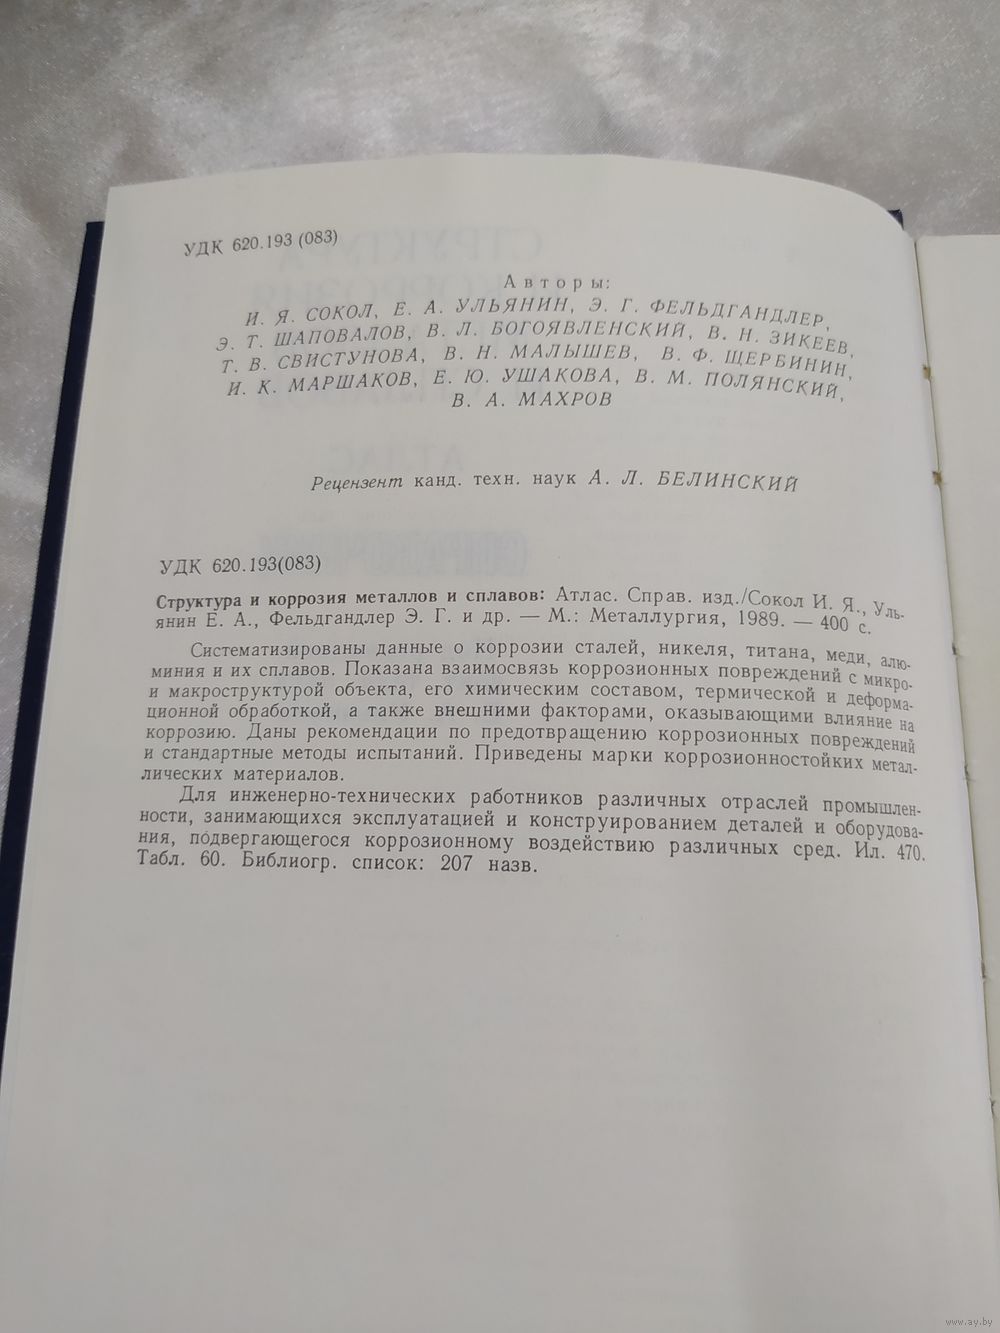 УДК 620.193 (083)
Авторы:
И. Я. СОКОЛ, Е. А. УЛЬЯНИН, Э. Г. ФЕЛЬДГАНДЛЕР,
Э. Т. ШАПОВАЛОВ, В. Л. БОГОЯВЛЕНСКИЙ, В. Н. ЗИКЕЕВ,
Т. В. СВИСТУНОВА, В. Н. МАЛЫШЕВ, В. Ф. ЩЕРБИНИН,
И. К. МАРШАКОВ, Е. Ю. УШАКОВА, В. М. ПОЛЯНСКИЙ,
В. А. МАХРОВ
Рецензент канд. техн. наук А. Л. БЕЛИНСКИЙ
УДК 620.193(083)
Структура и коррозия металлов и сплавов: Атлас. Справ. изд./Сокол И. Я., Уль-
янин Е. А., Фельдгандлер Э. Г. и др. — М.: Металлургия, 1989. — 400 с.
Систематизированы данные о коррозии сталей, никеля, титана, меди, алю-
миния и их сплавов. Показана взаимосвязь коррозионных повреждений с микро-
и макроструктурой объекта, его химическим составом, термической и деформа-
ционной обработкой, а также внешними факторами, оказывающими влияние на
коррозию. Даны рекомендации по предотвращению коррозионных повреждений
и стандартные методы испытаний. Приведены марки коррозионностойких метал-
лических материалов.
Для инженерно-технических работников различных отраслей промышлен-
ности, занимающихся эксплуатацией и конструированием деталей и оборудова-
ния, подвергающегося коррозионному воздействию различных сред. Ил. 470.
Табл. 60. Библиогр. список: 207 назв.
www.ay.by